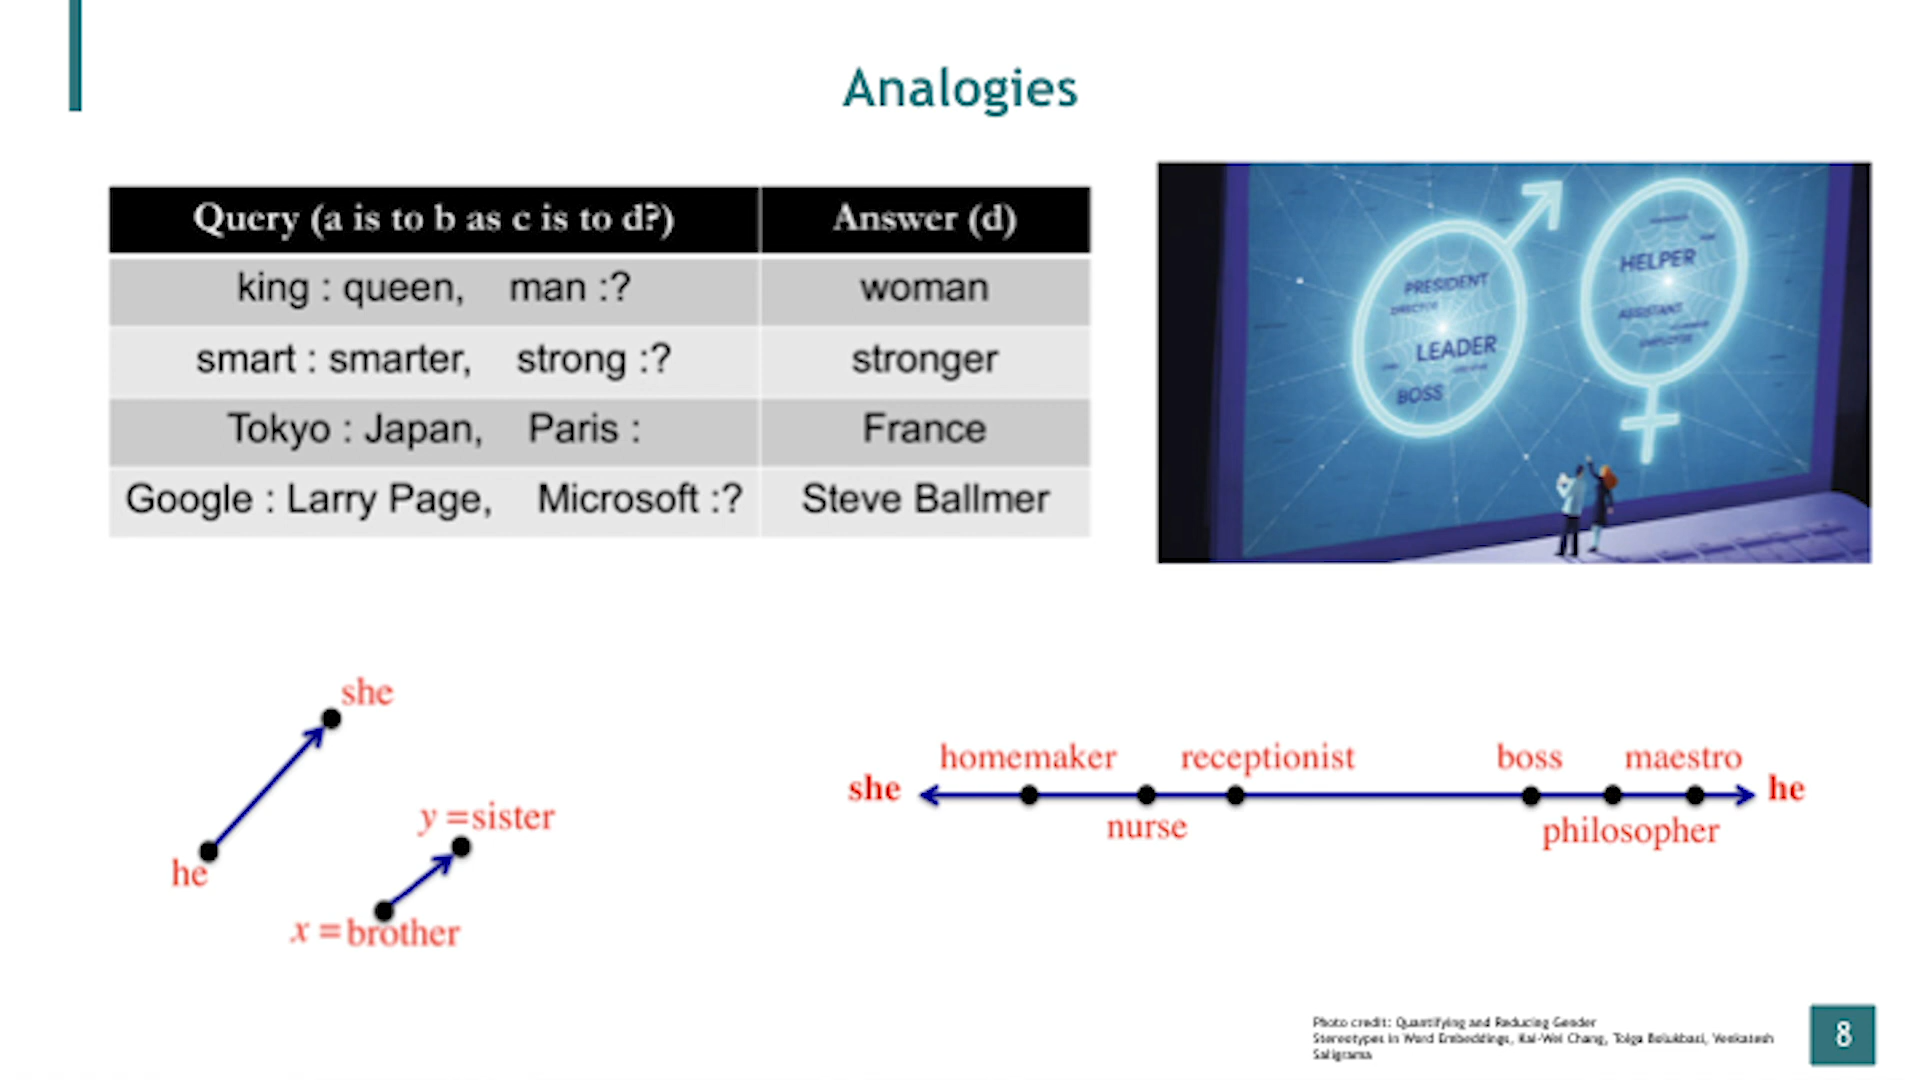 Analogies
Query (a is to b as c is to d?) Answer (d)
king : queen, man :? woman
smart : smarter, strong :? stronger
Tokyo : Japan, Paris : France
Google : Larry Page, Microsoft :? Steve Ballmer
PRESIDENT
DIRECTOR
LEADER
BOSS
HELPER
ASSISTANT
EMPLOYEE
she
he
y = sister
x = brother
homemaker receptionist boss maestro
she he
nurse philosopher
Photo credit: Quantifying and Reducing Gender
Stereotypes in Word Embeddings, Kai-Wei Chang, Tolga Bolukbasi, Venkatesh
Saligrama
8